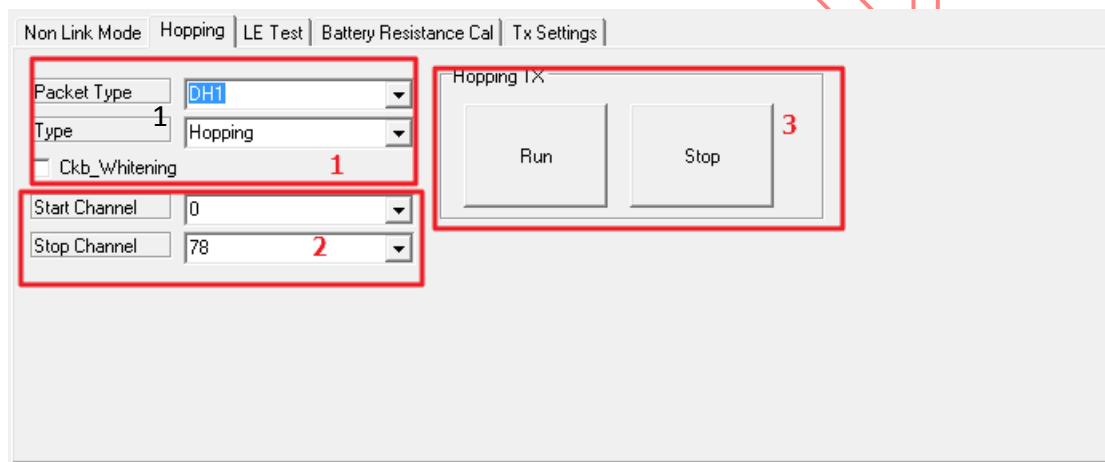 Non Link Mode Hopping LE Test Battery Resistance Cal Tx Settings
Packet Type DH1
1
Type Hopping
Ckb_Whitening 1
Start Channel 0
Stop Channel 78 2
Hopping TX
Run Stop 3